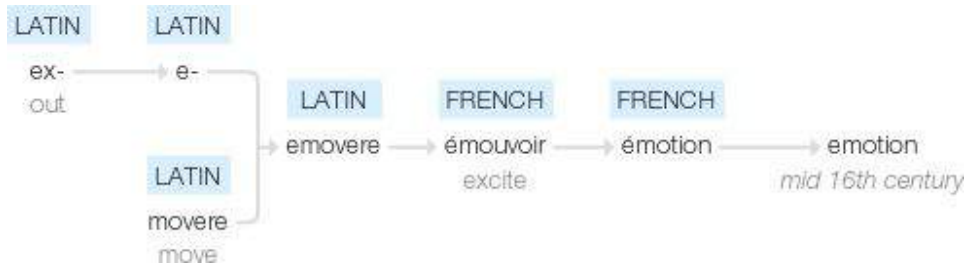 LATIN LATIN
ex- e-
out
LATIN FRENCH FRENCH
emovere émouvoir émotion emotion
excite mid 16th century
LATIN
movere
move